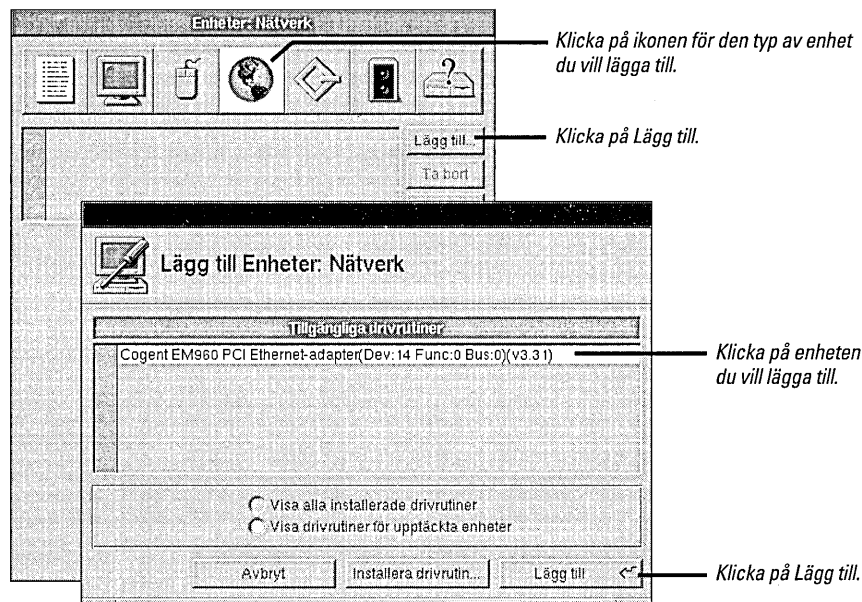 Enheter: Nätverk
Klicka på ikonen för den typ av enhet
du vill lägga till.
Lägg till...
Klicka på Lägg till.
Ta bort
Lägg till Enheter: Nätverk
Tillgängliga drivrutiner
Cogent EM960 PCI Ethernet-adapter(Dev:14 Func:0 Bus:0)(v3.31)
Klicka på enheten
du vill lägga till.
Visa alla installerade drivrutiner
Visa drivrutiner för upptäckta enheter
Avbryt
Installera drivrutin...
Lägg till
Klicka på Lägg till.